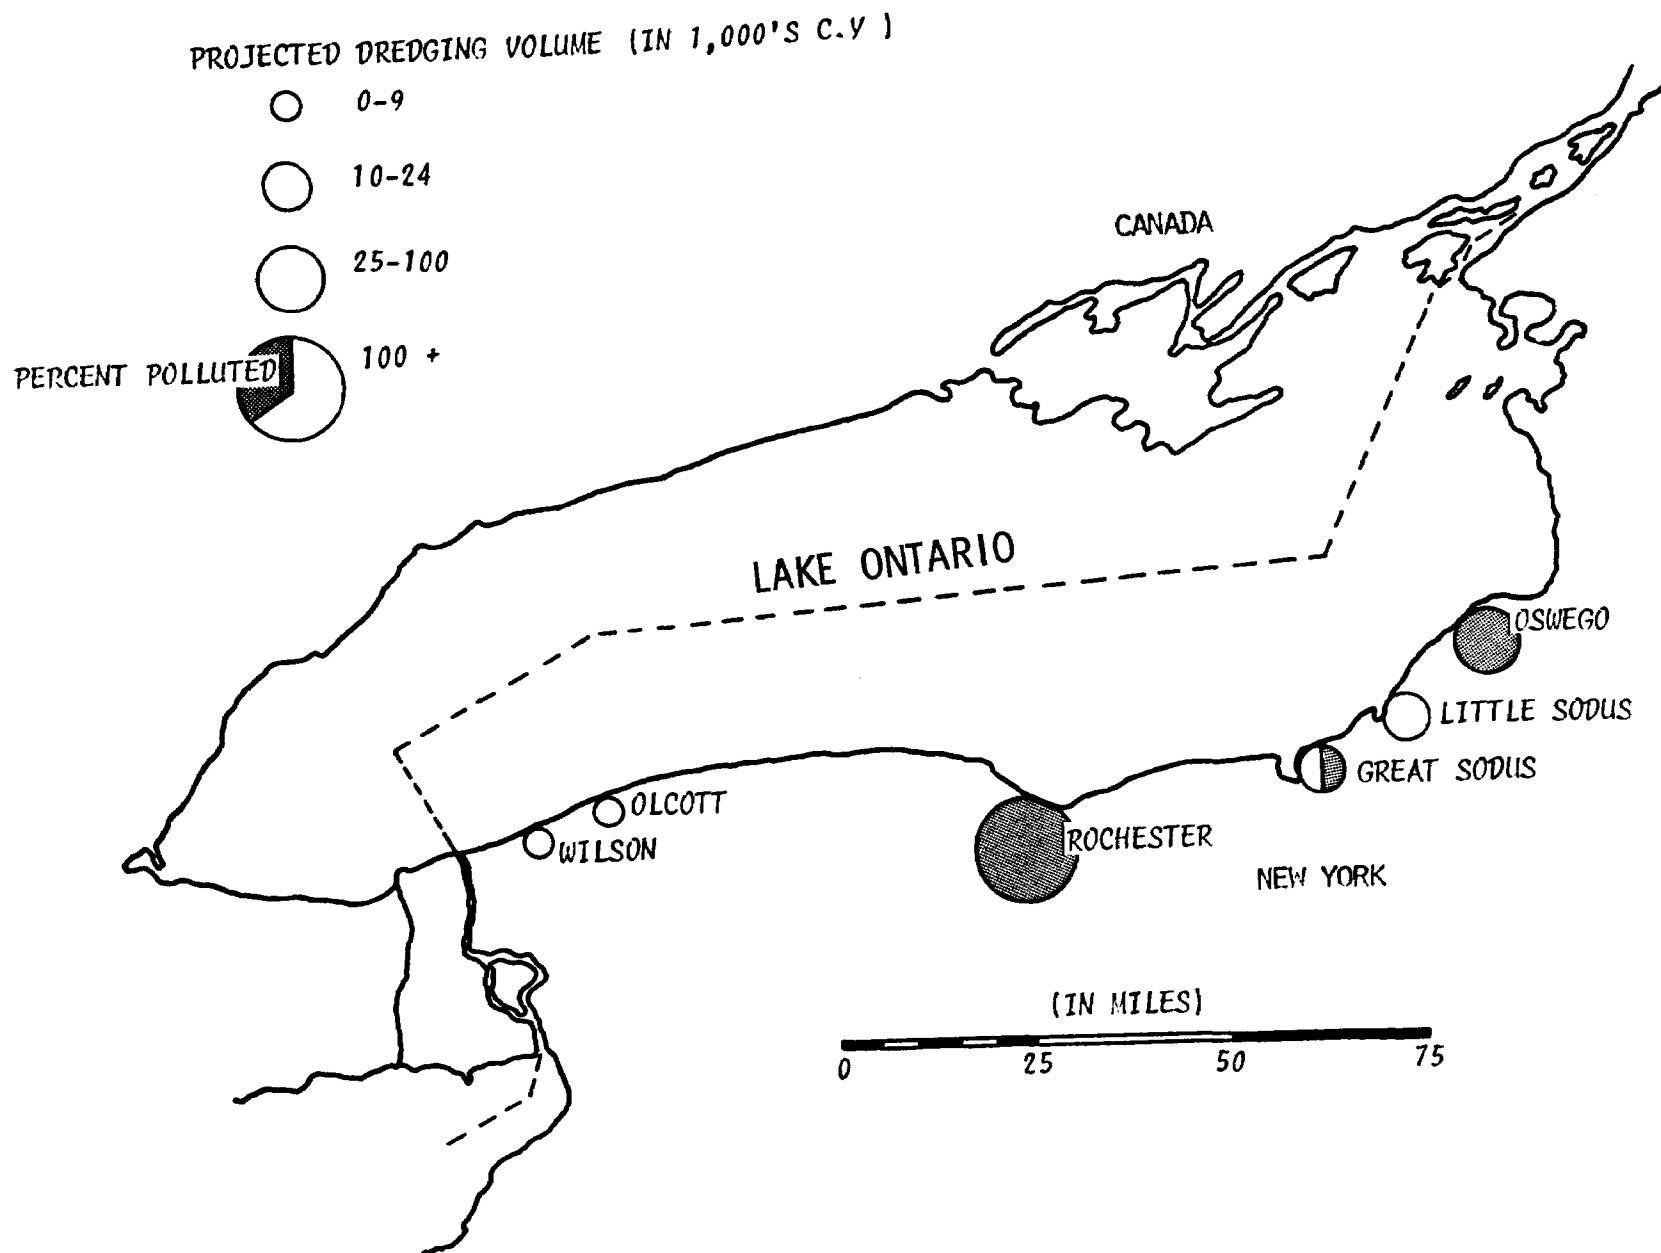 PROJECTED DREDGING VOLUME (IN 1,000'S C.Y )
0-9
10-24
25-100
100 +
PERCENT POLLUTED
CANADA
LAKE ONTARIO
OSWEGO
LITTLE SODUS
GREAT SODUS
OLCOTT
WILSON
ROCHESTER
NEW YORK
(IN MILES)
0 25 50 75